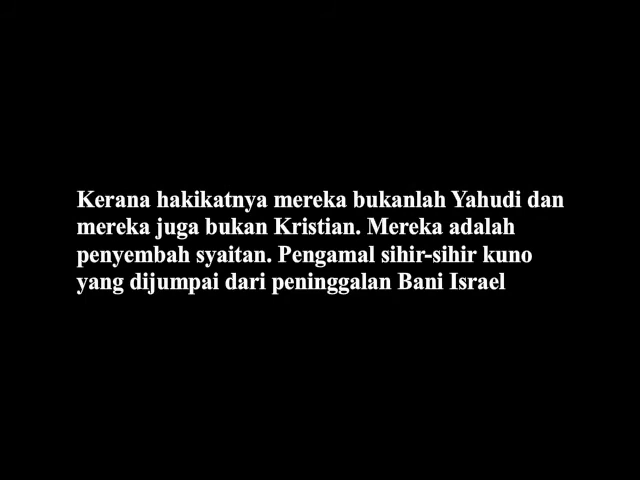 Kerana hakikatnya mereka bukanlah Yahudi dan
mereka juga bukan Kristian. Mereka adalah
penyembah syaitan. Pengamal sihir-sihir kuno
yang dijumpai dari peninggalan Bani Israel